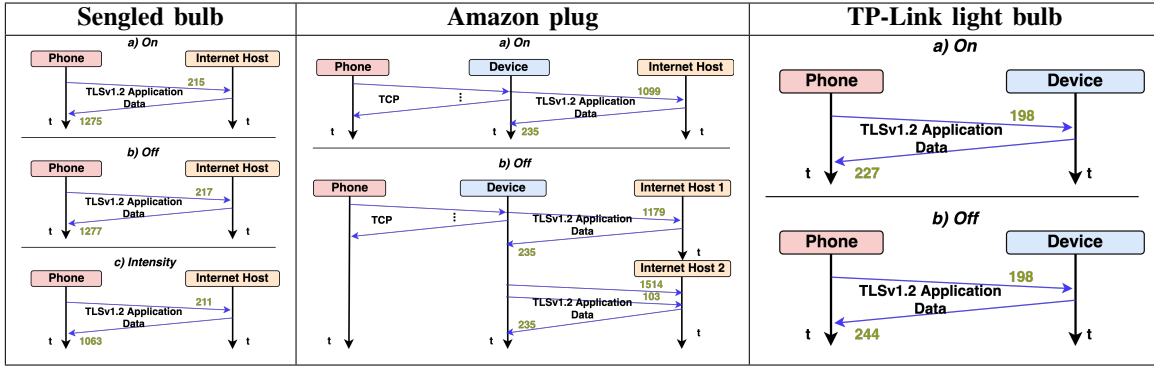 Sengled bulb
a) On
Phone
Internet Host
215
TLSv1.2 Application
Data
1275
t
t
b) Off
Phone
Internet Host
217
TLSv1.2 Application
Data
1277
t
t
c) Intensity
Phone
Internet Host
211
TLSv1.2 Application
Data
1063
t
t
Amazon plug
a) On
Phone
Device
Internet Host
1099
TCP
...
TLSv1.2 Application
Data
235
t
t
t
b) Off
Phone
Device
Internet Host 1
1179
TCP
...
TLSv1.2 Application
Data
235
t
Internet Host 2
1514
103
TLSv1.2 Application
Data
235
t
t
t
TP-Link light bulb
a) On
Phone
Device
198
TLSv1.2 Application
Data
227
t
t
b) Off
Phone
Device
198
TLSv1.2 Application
Data
244
t
t